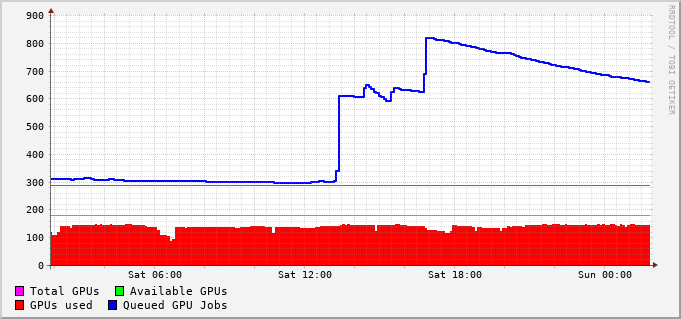 900
800
700
600
500
400
300
200
100
0
Sat 06:00 Sat 12:00 Sat 18:00 Sun 00:00
Total GPUs Available GPUs
GPUs used Queued GPU Jobs
RRDTOOL / TOBI OETIKER